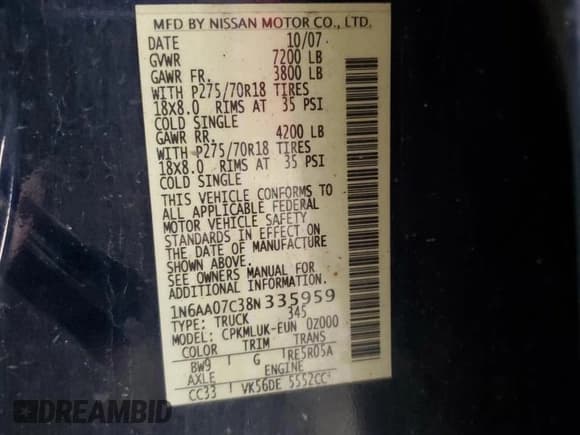 MFD BY NISSAN MOTOR CO., LTD.
DATE 10/07
GVWR 7200 LB
GAWR FR. 3800 LB
WITH P275/70R18 TIRES
18X8.0 RIMS AT 35 PSI
COLD SINGLE
GAWR RR. 4200 LB
WITH P275/70R18 TIRES
18X8.0 RIMS AT 35 PSI
COLD SINGLE
THIS VEHICLE CONFORMS TO
ALL APPLICABLE FEDERAL
MOTOR VEHICLE SAFETY
STANDARDS IN EFFECT ON
THE DATE OF MANUFACTURE
SHOWN ABOVE.
SEE OWNERS MANUAL FOR
ADDITIONAL INFORMATION
1N6AA07C38N335959
TYPE: TRUCK 345
MODEL: CPKMLUK-EUN 0Z000
COLOR TRIM TRANS
BW9 G RE5R05A
AXLE ENGINE
CC33 VK56DE 5552CC
DREAMBID